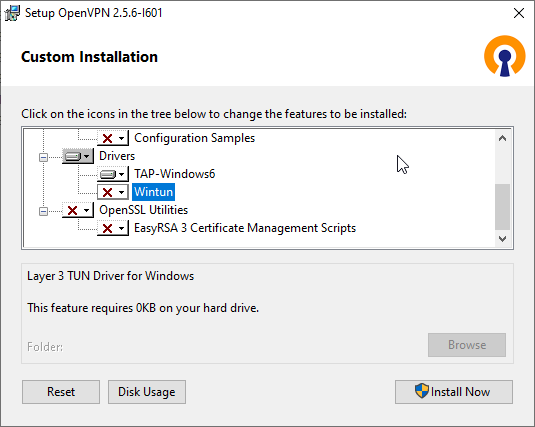 Setup OpenVPN 2.5.6-I601
Custom Installation
Click on the icons in the tree below to change the features to be installed:
Configuration Samples
Drivers
TAP-Windows6
Wintun
OpenSSL Utilities
EasyRSA 3 Certificate Management Scripts
Layer 3 TUN Driver for Windows
This feature requires 0KB on your hard drive.
Folder:
Browse
Reset
Disk Usage
Install Now